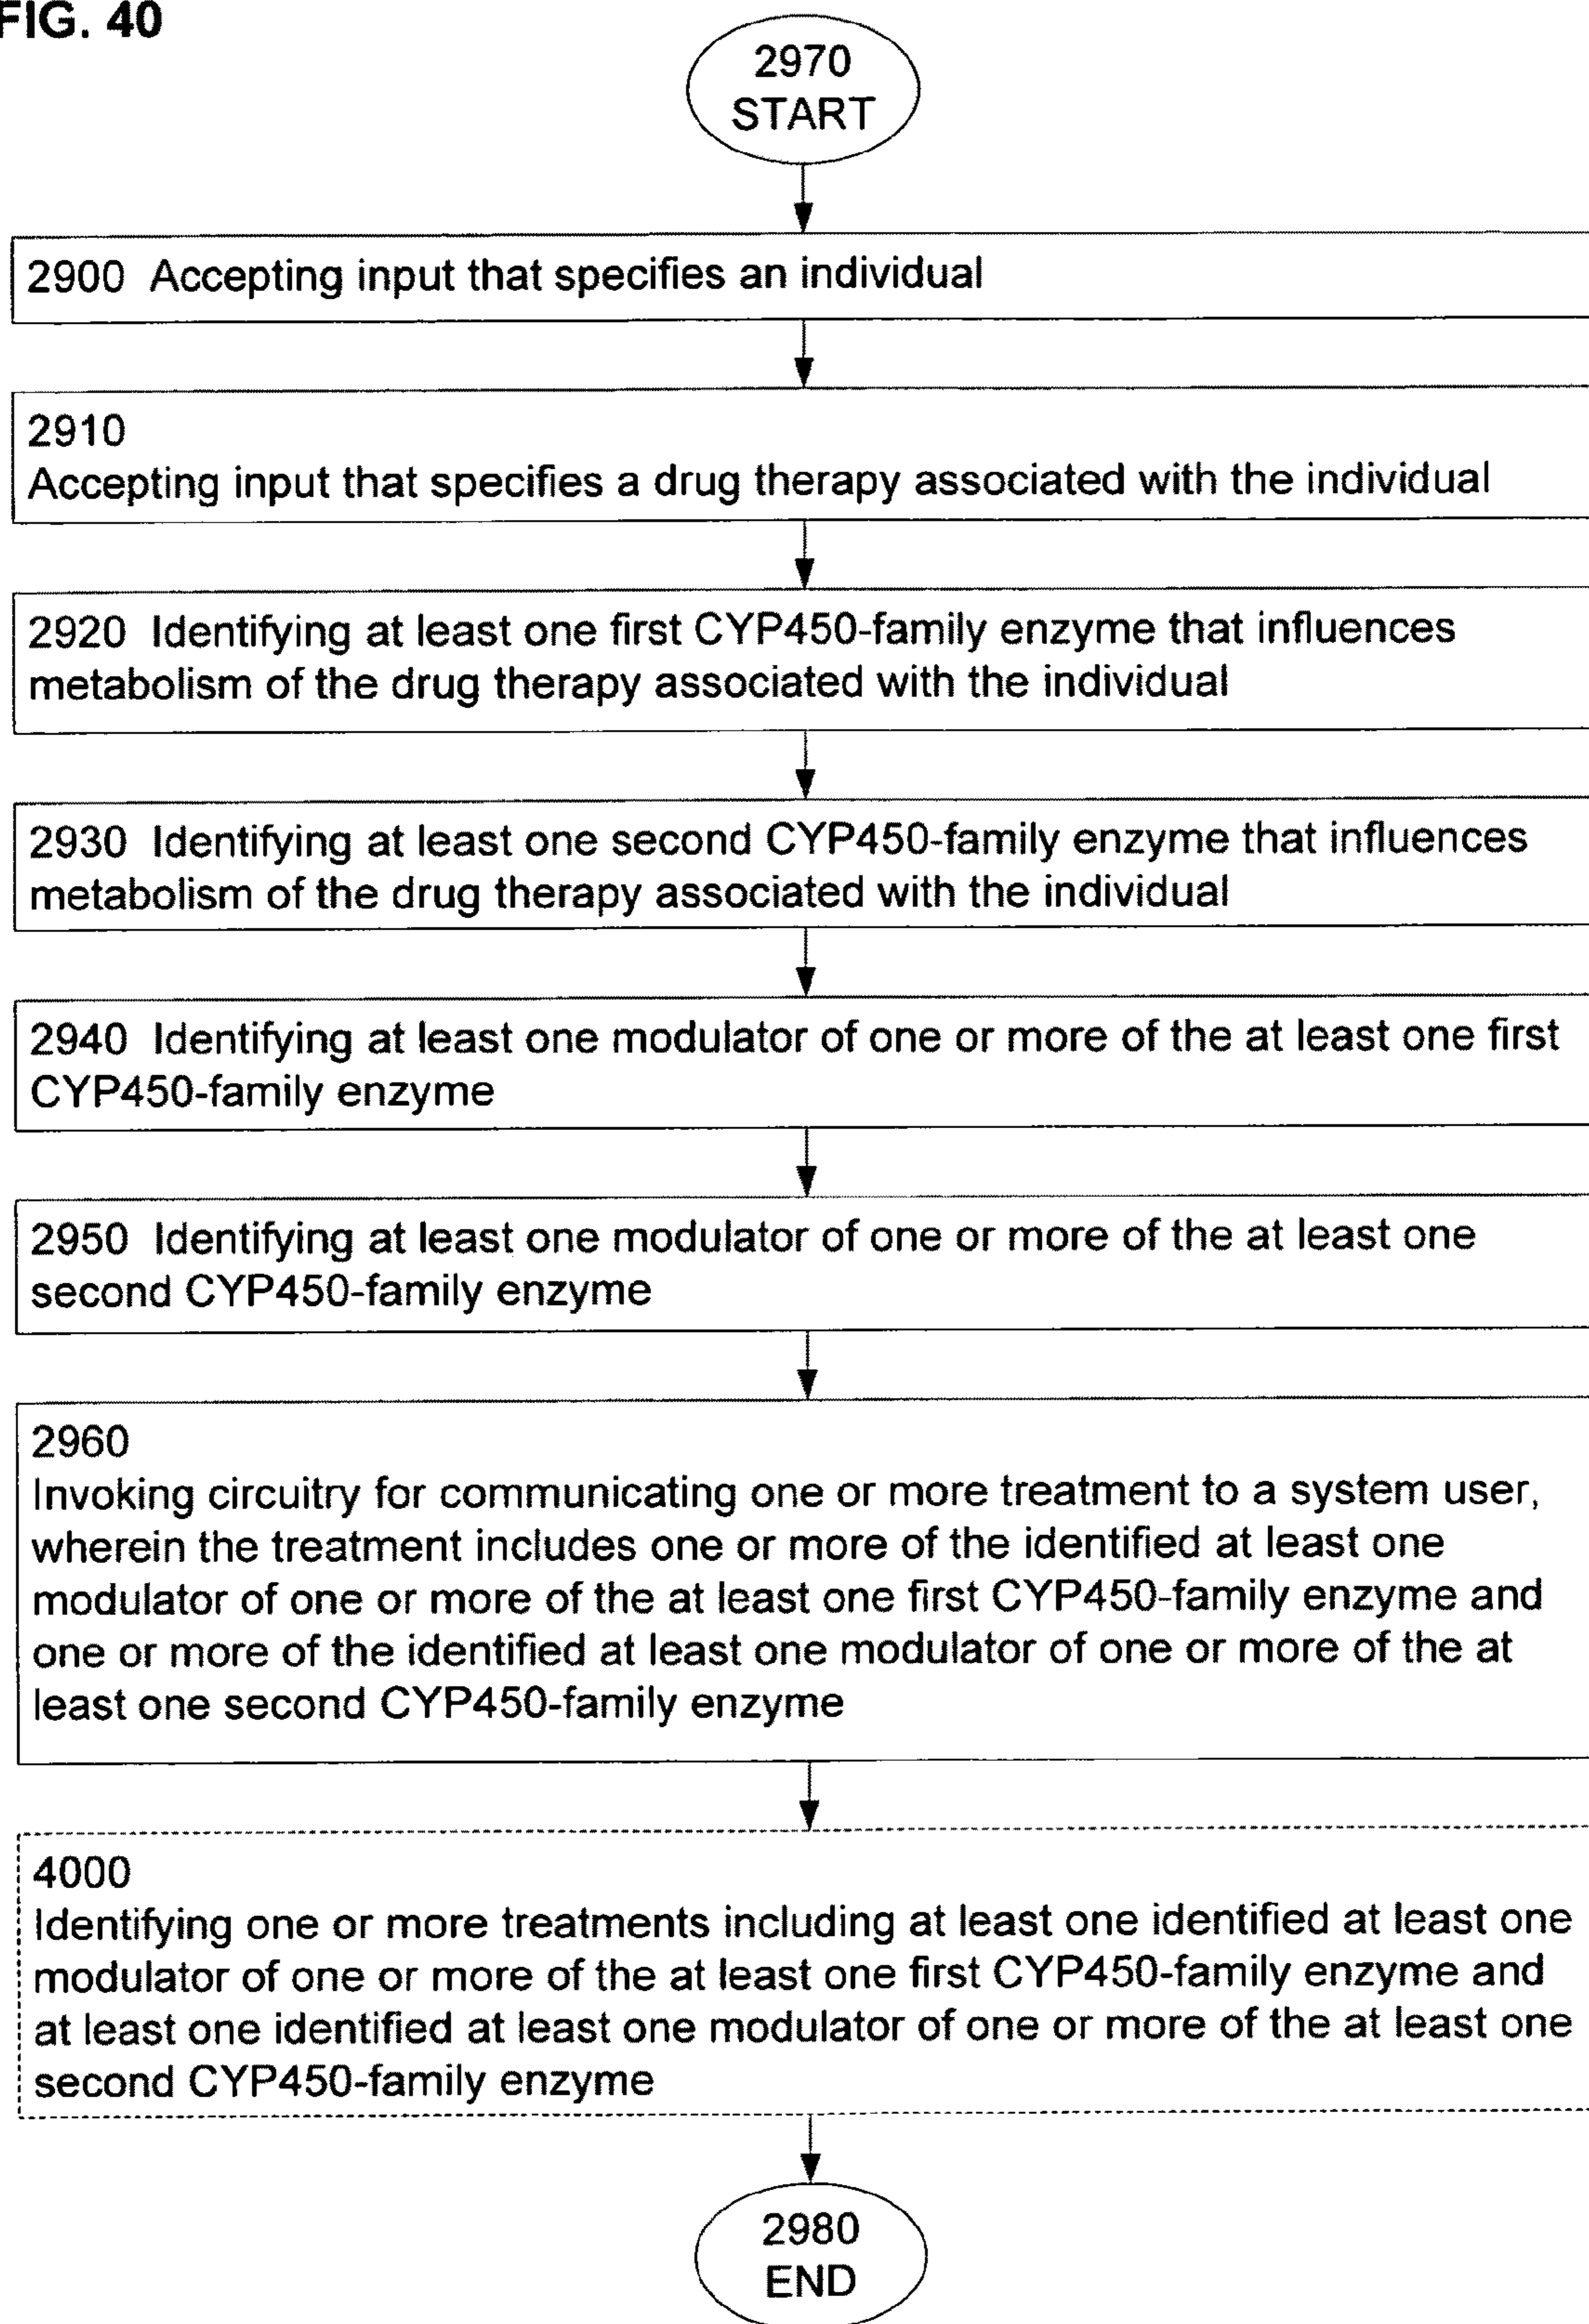 FIG. 40
2970
START
2900 Accepting input that specifies an individual
2910
Accepting input that specifies a drug therapy associated with the individual
2920 Identifying at least one first CYP450-family enzyme that influences
metabolism of the drug therapy associated with the individual
2930 Identifying at least one second CYP450-family enzyme that influences
metabolism of the drug therapy associated with the individual
2940 Identifying at least one modulator of one or more of the at least one first
CYP450-family enzyme
2950 Identifying at least one modulator of one or more of the at least one
second CYP450-family enzyme
2960
Invoking circuitry for communicating one or more treatment to a system user,
wherein the treatment includes one or more of the identified at least one
modulator of one or more of the at least one first CYP450-family enzyme and
one or more of the identified at least one modulator of one or more of the at
least one second CYP450-family enzyme
4000
Identifying one or more treatments including at least one identified at least one
modulator of one or more of the at least one first CYP450-family enzyme and
at least one identified at least one modulator of one or more of the at least one
second CYP450-family enzyme
2980
END